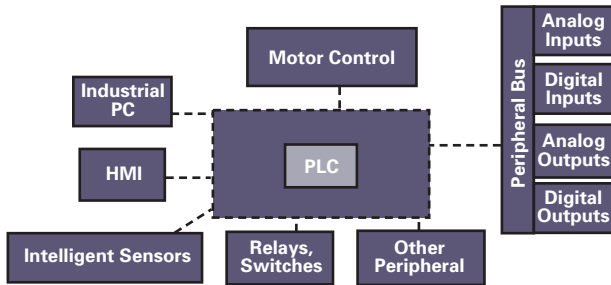 Motor Control
Industrial
PC
HMI
PLC
Intelligent Sensors
Relays,
Switches
Other
Peripheral
Peripheral Bus
Analog
Inputs
Digital
Inputs
Analog
Outputs
Digital
Outputs